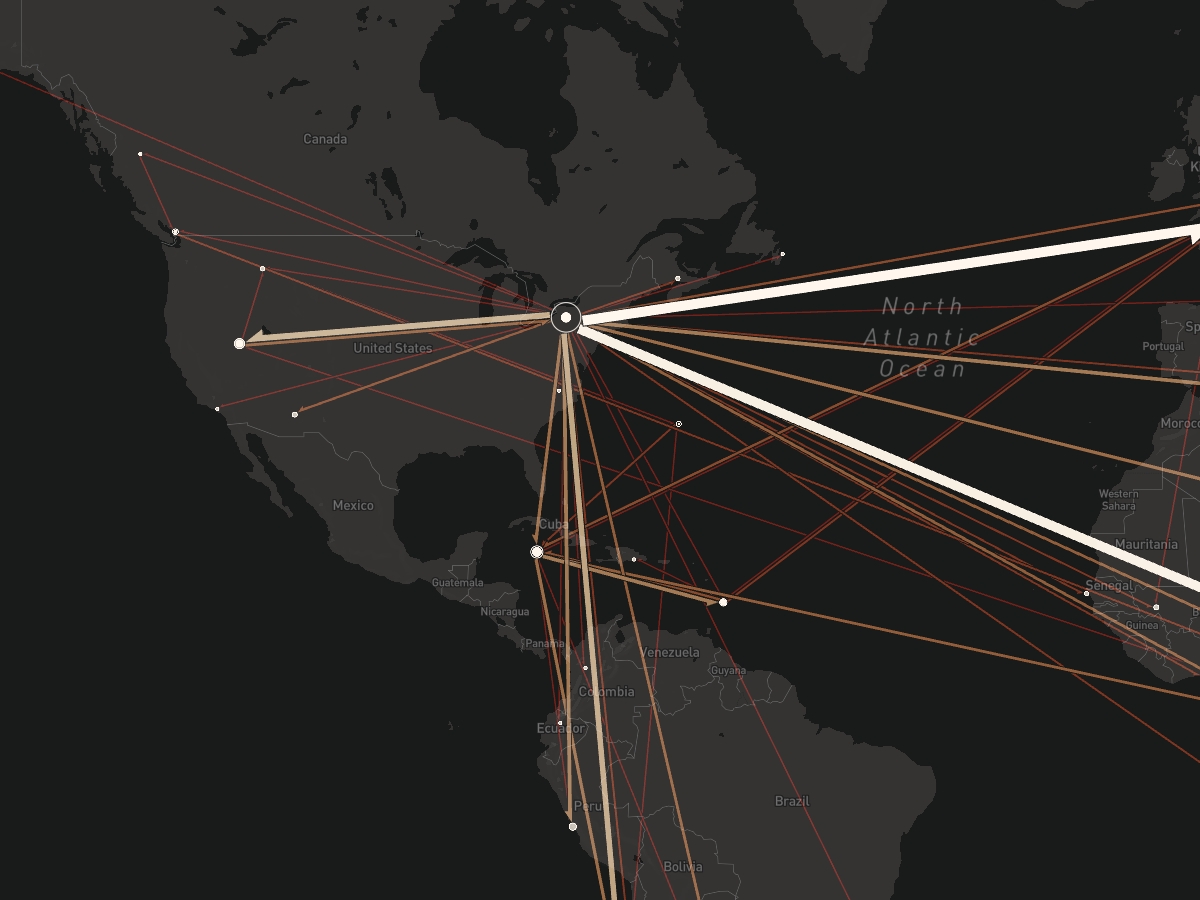 Canada
North
Atlantic
Ocean
United States
Portugal
Mexico
Cuba
Western
Sahara
Mauritania
Guatemala
Senegal
Nicaragua
Guinea
Panama
Venezuela
Guyana
Colombia
Ecuador
Peru
Brazil
Bolivia